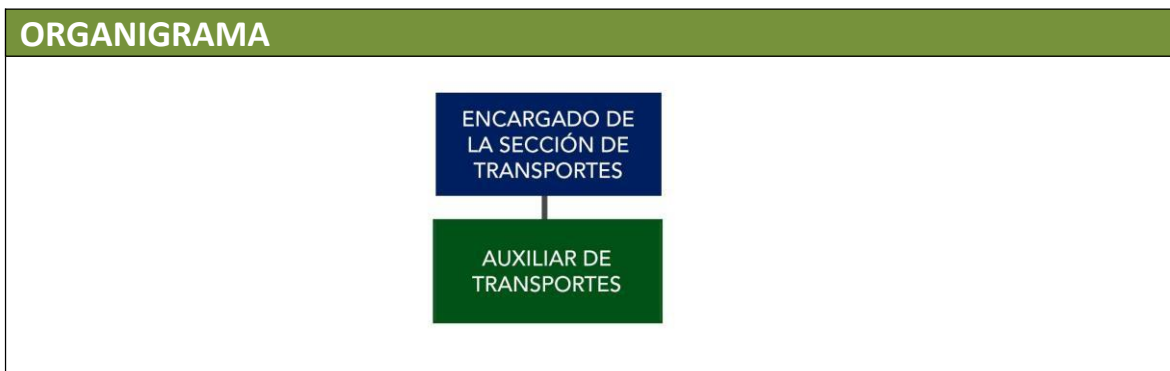 ORGANIGRAMA
ENCARGADO DE
LA SECCIÓN DE
TRANSPORTES
AUXILIAR DE
TRANSPORTES